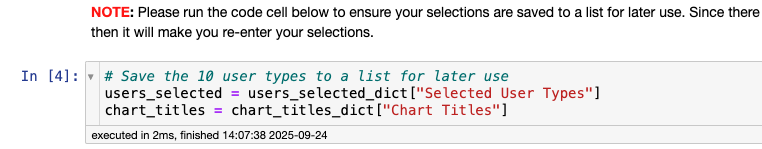 NOTE: Please run the code cell below to ensure your selections are saved to a list for later use. Since there
then it will make you re-enter your selections.
In [4]:
# Save the 10 user types to a list for later use
users_selected = users_selected_dict["Selected User Types"]
chart_titles = chart_titles_dict["Chart Titles"]
executed in 2ms, finished 14:07:38 2025-09-24